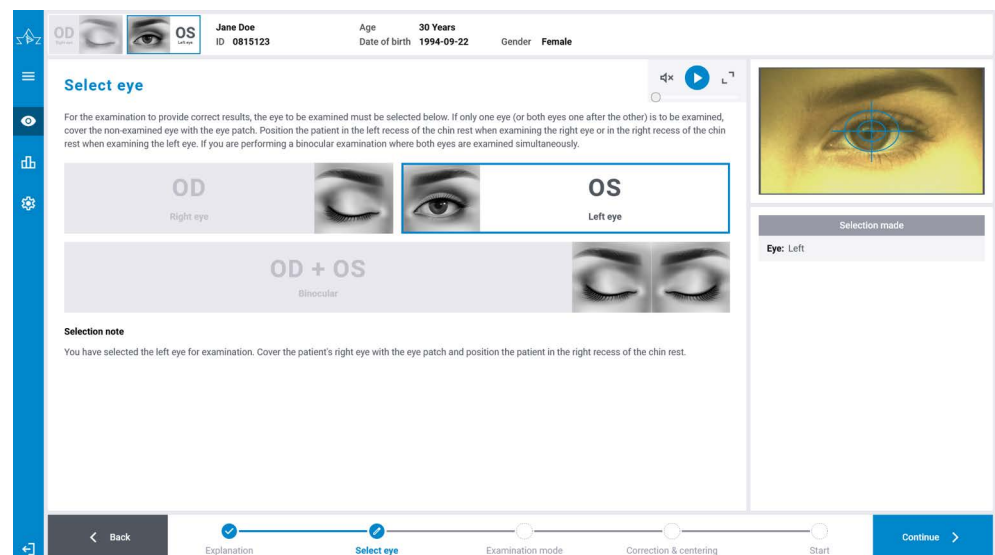 OD
Right eye
OS
Left eye
Jane Doe
ID 0815123
Age 30 Years
Date of birth 1994-09-22
Gender Female
Select eye
For the examination to provide correct results, the eye to be examined must be selected below. If only one eye (or both eyes one after the other) is to be examined,
cover the non-examined eye with the eye patch. Position the patient in the left recess of the chin rest when examining the right eye or in the right recess of the chin
rest when examining the left eye. If you are performing a binocular examination where both eyes are examined simultaneously.
OD
Right eye
OS
Left eye
OD + OS
Binocular
Selection note
You have selected the left eye for examination. Cover the patient's right eye with the eye patch and position the patient in the right recess of the chin rest.
Selection made
Eye: Left
Back
Explanation
Select eye
Examination mode
Correction & centering
Start
Continue